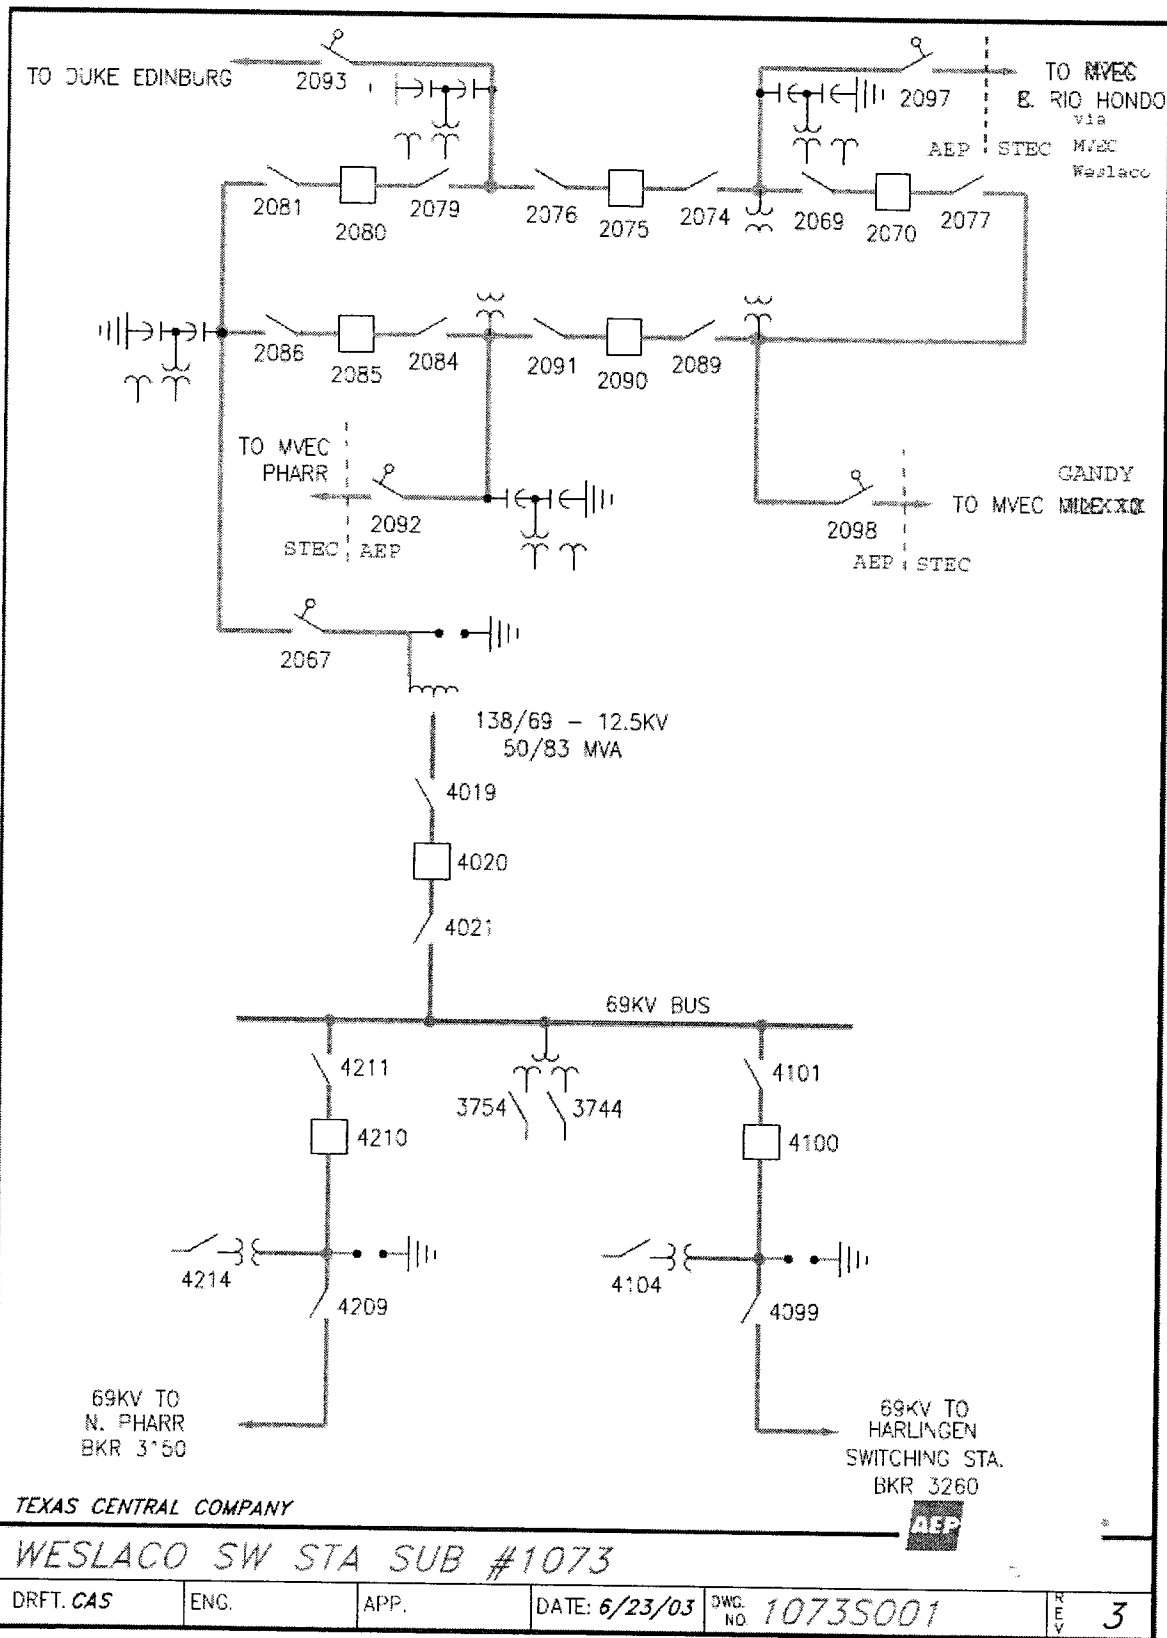 TO DUKE EDINBURG
2093
2097
TO MVEC
& RIO HONDO
via
MVEC
Weslaco
AEP STEC
2081
2080
2079
2076
2075
2074
2069
2070
2077
2086
2085
2084
2091
2090
2089
TO MVEC
PHARR
2092
STEC AEP
GANDY
TO MVEC
2098
AEP STEC
2067
138/69 - 12.5KV
50/83 MVA
4019
4020
4021
69KV BUS
4211
4101
3754
3744
4210
4100
4214
4104
4209
4099
69KV TO
N. PHARR
BKR 3150
69KV TO
HARLINGEN
SWITCHING STA.
BKR 3260
TEXAS CENTRAL COMPANY
AEP
WESLACO SW STA SUB #1073
DRFT. CAS
ENG.
APP.
DATE: 6/23/03
DWG. NO. 1073S001
REV 3